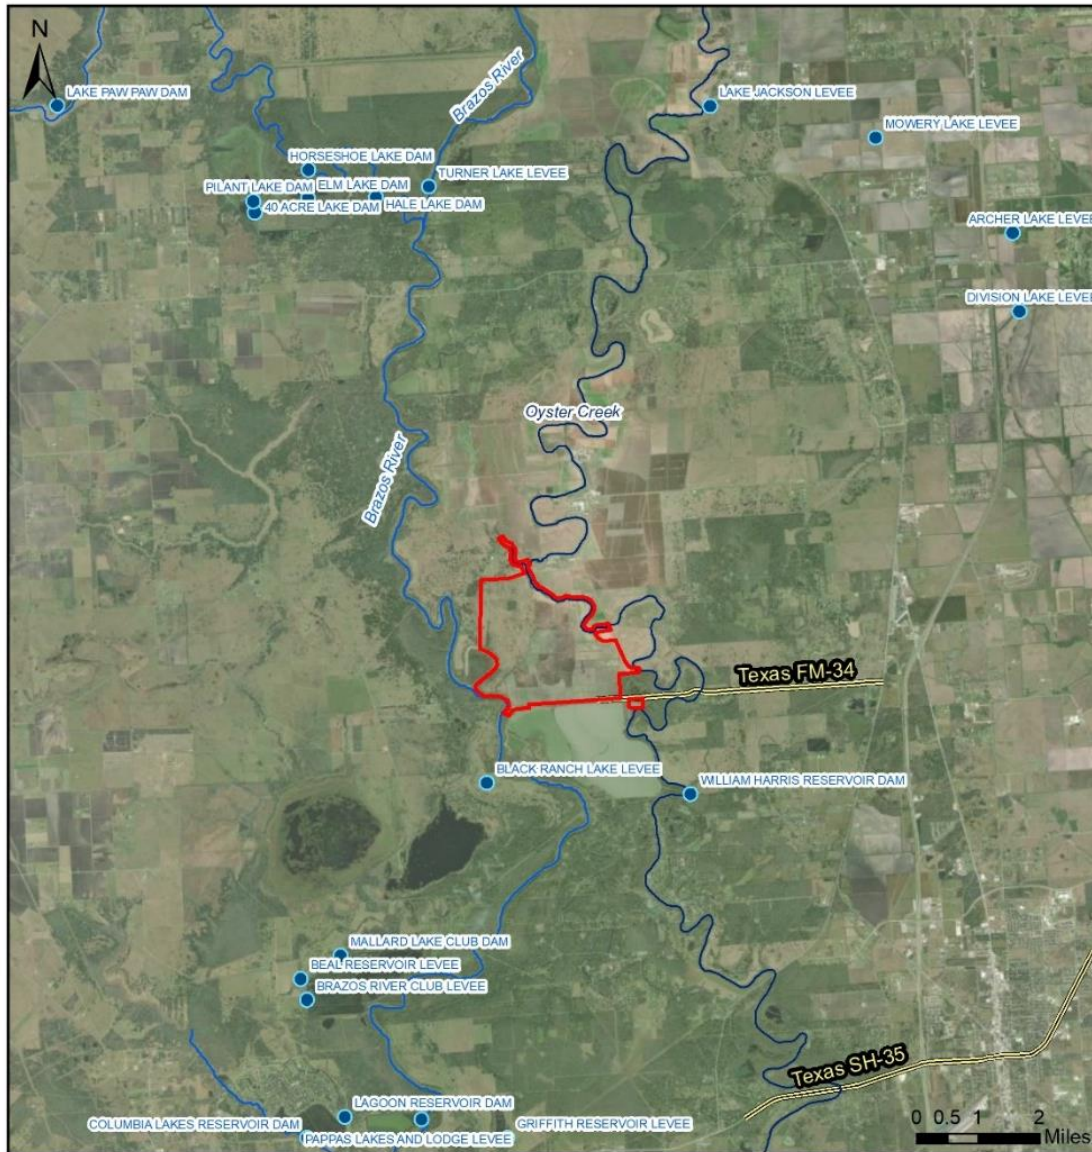 N
Brazos River
LAKE PAW PAW DAM
LAKE JACKSON LEVEE
MOWERY LAKE LEVEE
HORSESHOE LAKE DAM
TURNER LAKE LEVEE
PILANT LAKE DAM
ELM LAKE DAM
40 ACRE LAKE DAM
HALE LAKE DAM
ARCHER LAKE LEVEE
DIVISION LAKE LEVEE
Oyster Creek
Brazos River
Texas FM-34
BLACK RANCH LAKE LEVEE
WILLIAM HARRIS RESERVOIR DAM
MALLARD LAKE CLUB DAM
BEAL RESERVOIR LEVEE
BRAZOS RIVER CLUB LEVEE
Texas SH-35
LAGOON RESERVOIR DAM
COLUMBIA LAKES RESERVOIR DAM
GRIFFITH RESERVOIR LEVEE
PAPPAS LAKES AND LODGE LEVEE
0 0.5 1 2
Miles